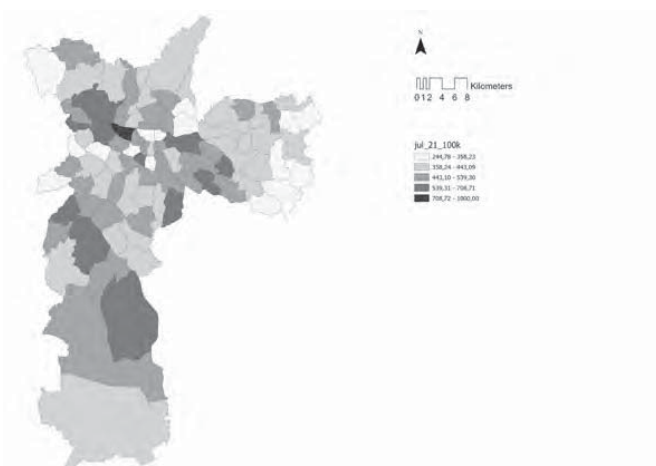 N
Kilometers
0 1 2 4 6 8
jul_21_100k
244,78 - 358,23
358,24 - 443,09
443,10 - 539,30
539,31 - 708,71
708,72 - 1000,00